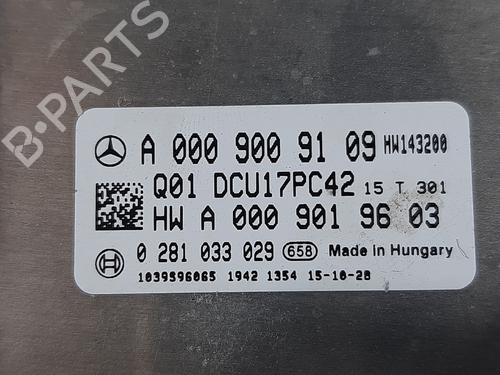 A 000 900 91 09 HW143200
Q01 DCU17PC42 15 T 301
HW A 000 901 96 03
0 281 033 029 658 Made in Hungary
1039S96065 1942 1354 15-10-28
B-PARTS